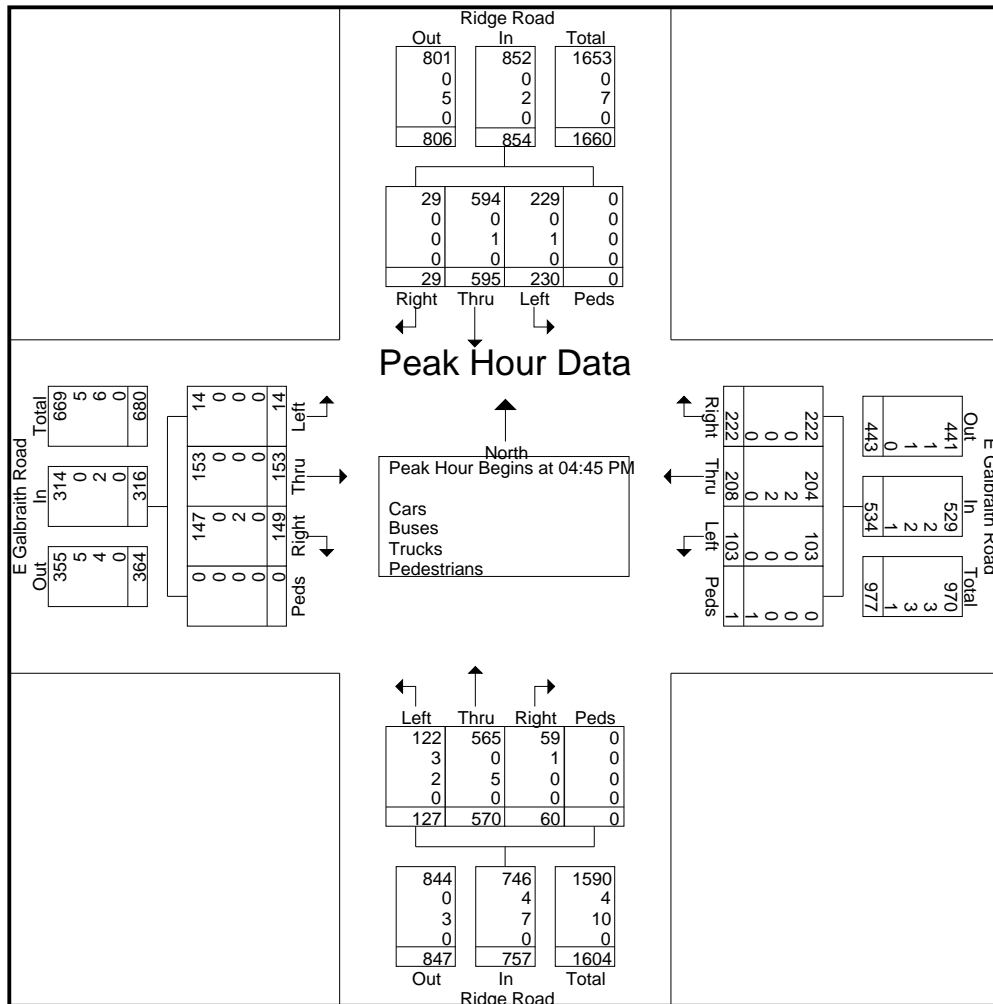 Ridge Road
Out In Total
801 852 1653
0 0 0
5 2 7
0 0 0
806 854 1660
29 594 229 0
0 0 0 0
0 1 1 0
0 0 0 0
29 595 230 0
Right Thru Left Peds
Peak Hour Data
North
Peak Hour Begins at 04:45 PM
Cars
Buses
Trucks
Pedestrians
E Galbraith Road
Out In Total
355 314 669
5 0 5
4 2 6
0 0 0
364 316 680
Peds Right Thru Left
0 147 153 14
0 0 0 0
0 2 0 0
0 0 0 0
0 149 153 14
E Galbraith Road
Out In Total
441 529 970
1 2 3
1 2 3
0 1 1
443 534 977
222 204 103 0
0 2 0 0
0 2 0 0
0 0 0 1
222 208 103 1
Right Thru Left Peds
Left Thru Right Peds
122 565 59 0
3 0 1 0
2 5 0 0
0 0 0 0
127 570 60 0
844 746 1590
0 4 4
3 7 10
0 0 0
847 757 1604
Out In Total
Ridge Road